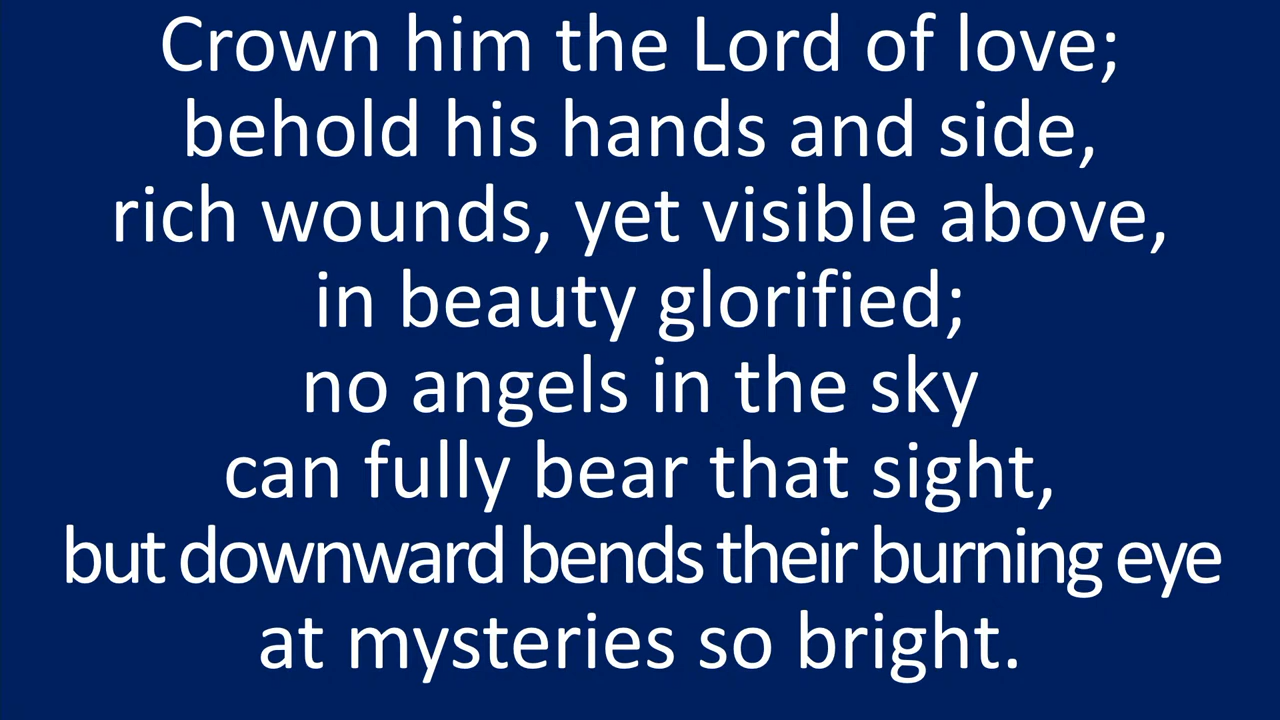 Crown him the Lord of love;
behold his hands and side,
rich wounds, yet visible above,
in beauty glorified;
no angels in the sky
can fully bear that sight,
but downward bends their burning eye
at mysteries so bright.